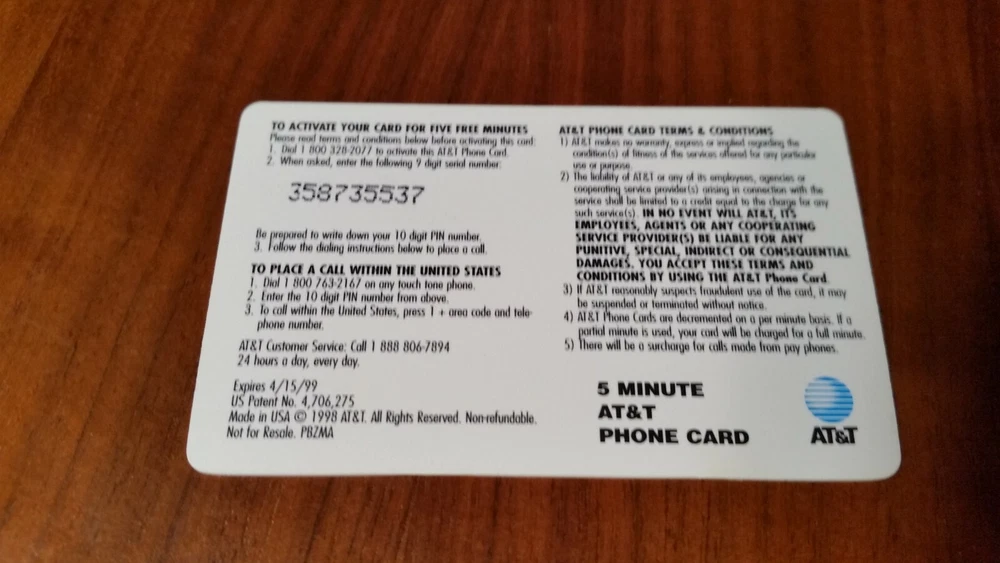 TO ACTIVATE YOUR CARD FOR FIVE FREE MINUTES
Please read terms and conditions below before activating this card:
1. Dial 1 800 328-2077 to activate this AT&T Phone Card.
2. When asked, enter the following 9 digit serial number:
358735537
Be prepared to write down your 10 digit PIN number.
3. Follow the dialing instructions below to place a call.
TO PLACE A CALL WITHIN THE UNITED STATES
1. Dial 1 800 763-2167 on any touch tone phone.
2. Enter the 10 digit PIN number from above.
3. To call within the United States, press 1 + area code and tele-
phone number.
AT&T Customer Service: Call 1 888 806-7894
24 hours a day, every day.
Expires 4/15/99
US Patent No. 4,706,275
Made in USA © 1998 AT&T. All Rights Reserved. Non-refundable.
Not for Resale. PBZMA
AT&T PHONE CARD TERMS & CONDITIONS
1) AT&T makes no warranty, express or implied regarding the
condition(s) of fitness of the services offered for any particular
use or purpose.
2) The liability of AT&T or any of its employees, agencies or
cooperating service provider(s) arising in connection with the
service shall be limited to a credit equal to the charge for any
such service(s). IN NO EVENT WILL AT&T, ITS
EMPLOYEES, AGENTS OR ANY COOPERATING
SERVICE PROVIDER(S) BE LIABLE FOR ANY
PUNITIVE, SPECIAL, INDIRECT OR CONSEQUENTIAL
DAMAGES. YOU ACCEPT THESE TERMS AND
CONDITIONS BY USING THE AT&T Phone Card.
3) If AT&T reasonably suspects fraudulent use of the card, it may
be suspended or terminated without notice.
4) AT&T Phone Cards are decremented on a per minute basis. If a
partial minute is used, your card will be charged for a full minute.
5) There will be a surcharge for calls made from pay phones.
5 MINUTE
AT&T
PHONE CARD
AT&T